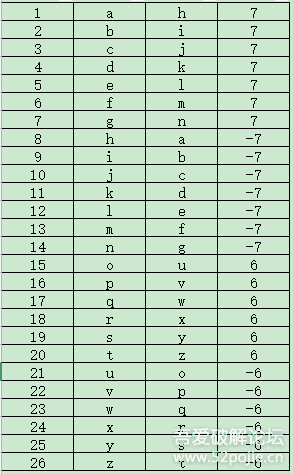 1 a h 7
2 b i 7
3 c j 7
4 d k 7
5 e l 7
6 f m 7
7 g n 7
8 h a -7
9 i b -7
10 j c -7
11 k d -7
12 l e -7
13 m f -7
14 n g -7
15 o u 6
16 p v 6
17 q w 6
18 r x 6
19 s y 6
20 t z 6
21 u o -6
22 v p -6
23 w q -6
24 x r -6
25 y -6
26 z t -6
吾爱破解论坛
www.52pojie.cn